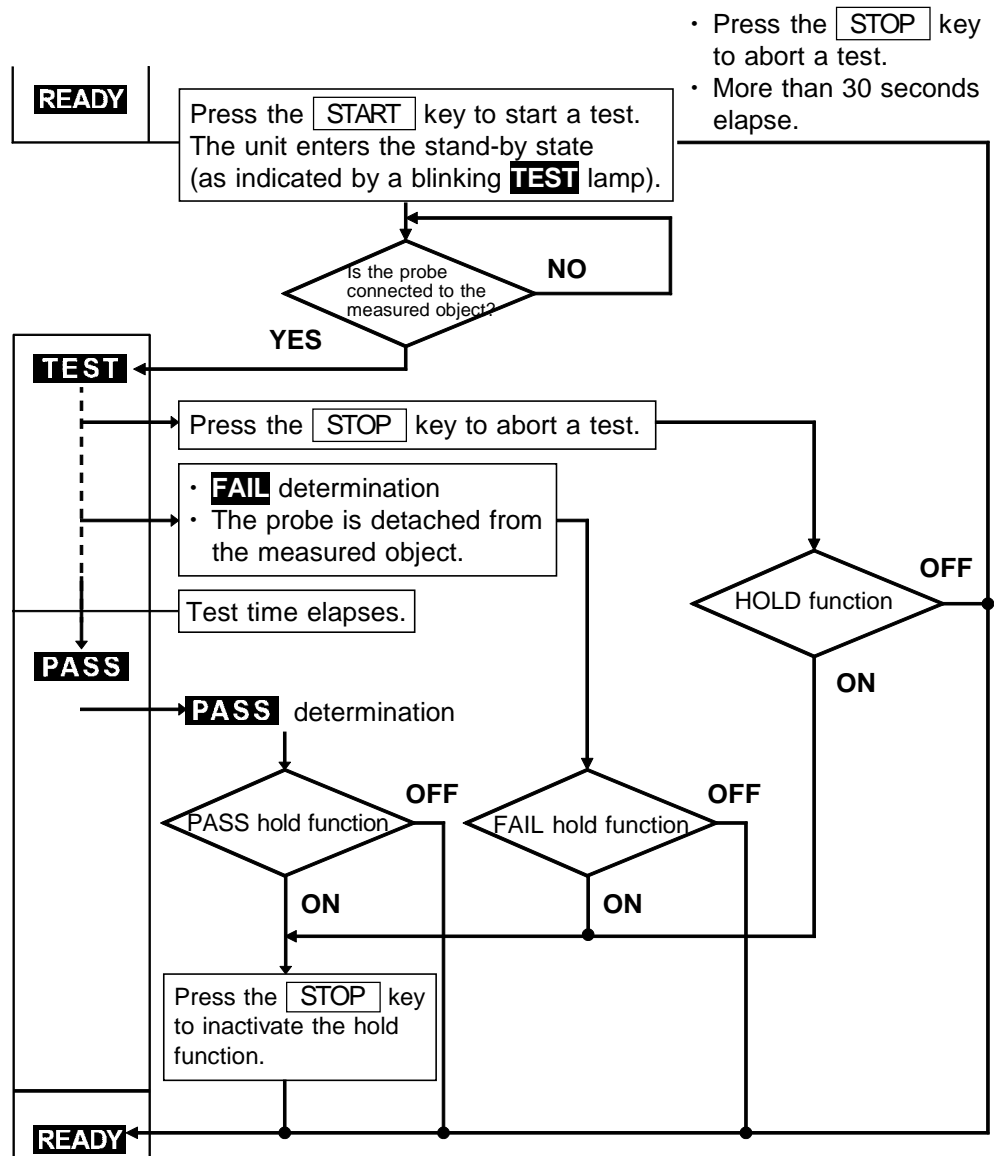 ・ Press the STOP key
to abort a test.
・ More than 30 seconds
elapse.
READY
Press the START key to start a test.
The unit enters the stand-by state
(as indicated by a blinking TEST lamp).
Is the probe
connected to the
measured object?
NO
YES
TEST
Press the STOP key to abort a test.
・ FAIL determination
・ The probe is detached from
the measured object.
OFF
HOLD function
Test time elapses.
PASS
ON
PASS determination
OFF
OFF
PASS hold function
FAIL hold function
ON
ON
Press the STOP key
to inactivate the hold
function.
READY